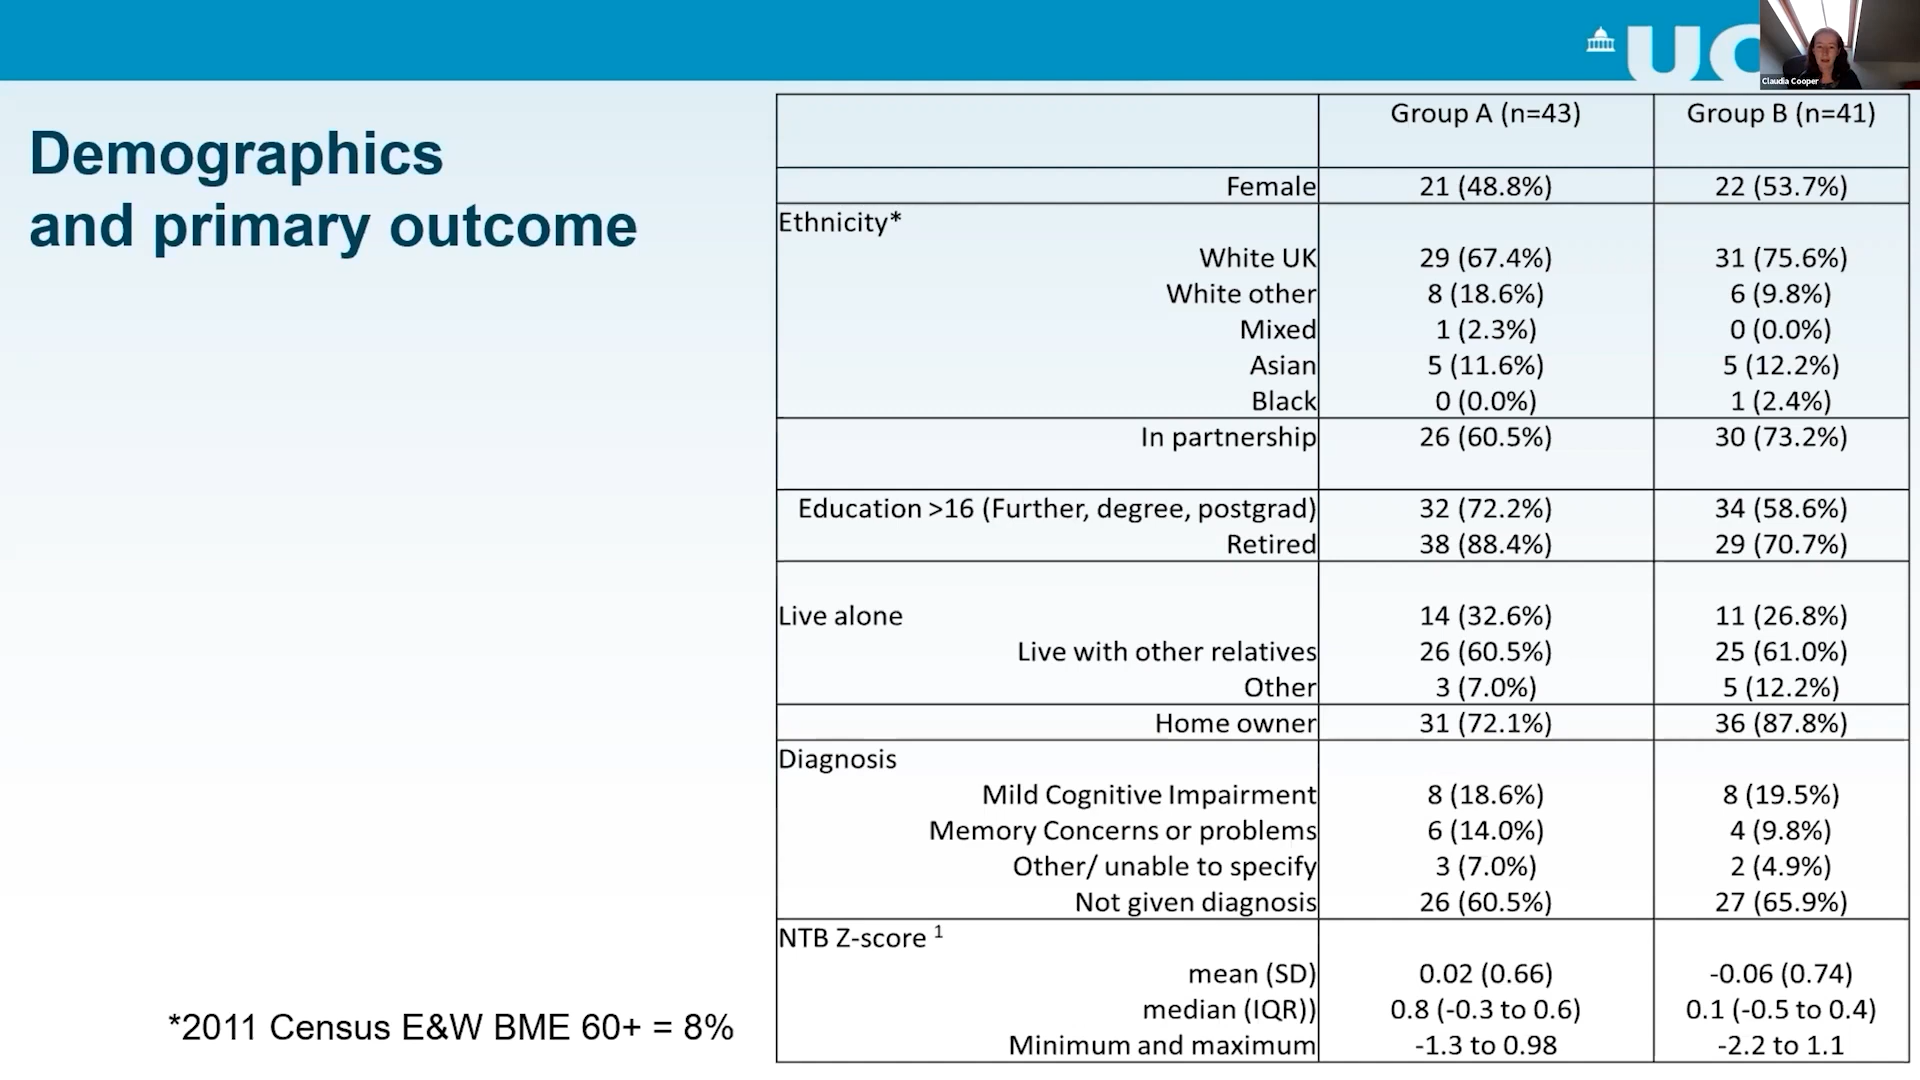 UC
Claudia Cooper
Demographics
and primary outcome
Group A (n=43) Group B (n=41)
Female 21 (48.8%) 22 (53.7%)
Ethnicity*
White UK 29 (67.4%) 31 (75.6%)
White other 8 (18.6%) 6 (9.8%)
Mixed 1 (2.3%) 0 (0.0%)
Asian 5 (11.6%) 5 (12.2%)
Black 0 (0.0%) 1 (2.4%)
In partnership 26 (60.5%) 30 (73.2%)
Education >16 (Further, degree, postgrad) 32 (72.2%) 34 (58.6%)
Retired 38 (88.4%) 29 (70.7%)
Live alone 14 (32.6%) 11 (26.8%)
Live with other relatives 26 (60.5%) 25 (61.0%)
Other 3 (7.0%) 5 (12.2%)
Home owner 31 (72.1%) 36 (87.8%)
Diagnosis
Mild Cognitive Impairment 8 (18.6%) 8 (19.5%)
Memory Concerns or problems 6 (14.0%) 4 (9.8%)
Other/ unable to specify 3 (7.0%) 2 (4.9%)
Not given diagnosis 26 (60.5%) 27 (65.9%)
NTB Z-score ¹
mean (SD) 0.02 (0.66) -0.06 (0.74)
median (IQR)) 0.8 (-0.3 to 0.6) 0.1 (-0.5 to 0.4)
Minimum and maximum -1.3 to 0.98 -2.2 to 1.1
*2011 Census E&W BME 60+ = 8%